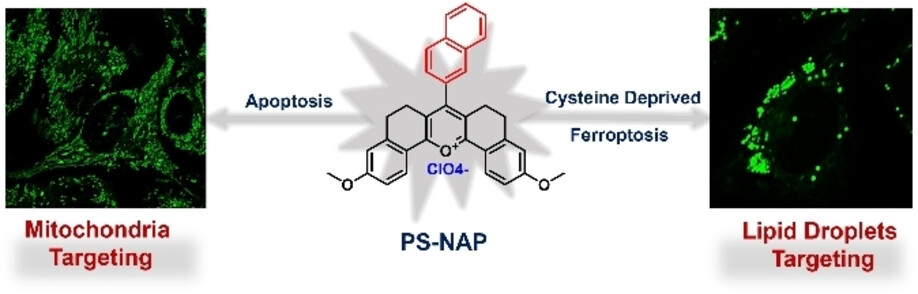 Apoptosis
Cysteine Deprived
Ferroptosis
O+
ClO4-
O
O
Mitochondria
Targeting
PS-NAP
Lipid Droplets
Targeting